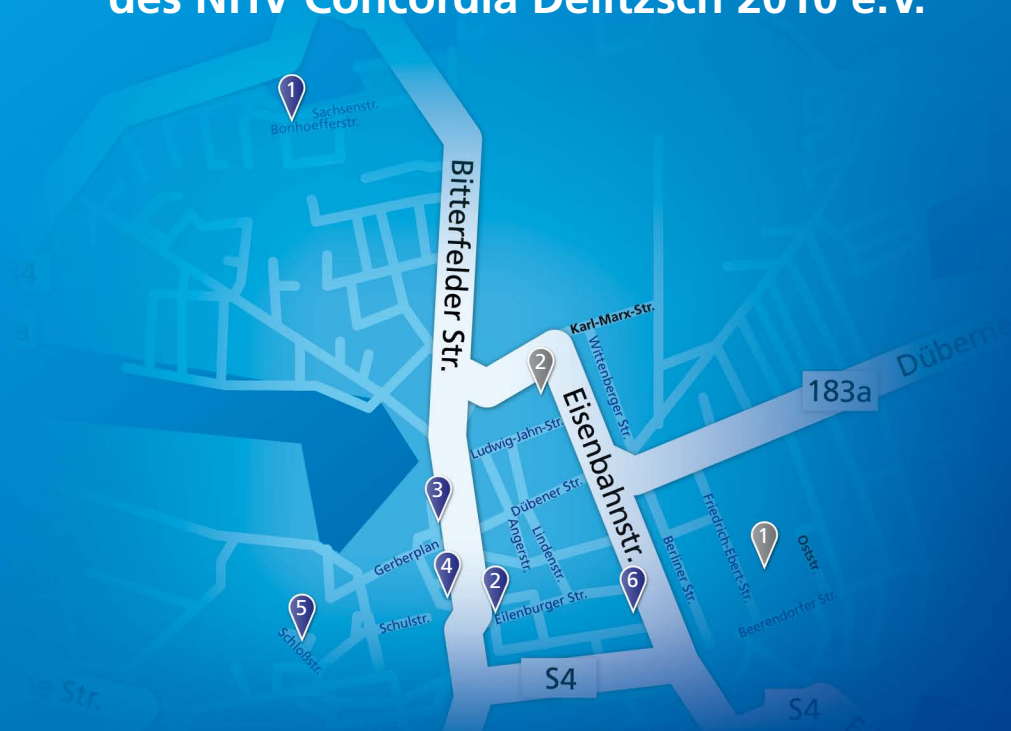 des NHV Concordia Delitzsch 2010 e.V.
1
Sachsenstr.
Bonhoefferstr.
Bitterfelder Str.
Karl-Marx-Str.
2
Wittenberger Str.
Düberne
183a
Eisenbahnstr.
Ludwig-Jahn-Str.
3
Dübener Str.
Angerstr.
Lindenstr.
Friedrich-Ebert-Str.
1
Oststr.
Gerberplan
4
2
6
Berliner Str.
5
Eilenburger Str.
Beerendorfer Str.
Schulstr.
Schloßstr.
S4
S4
Str.